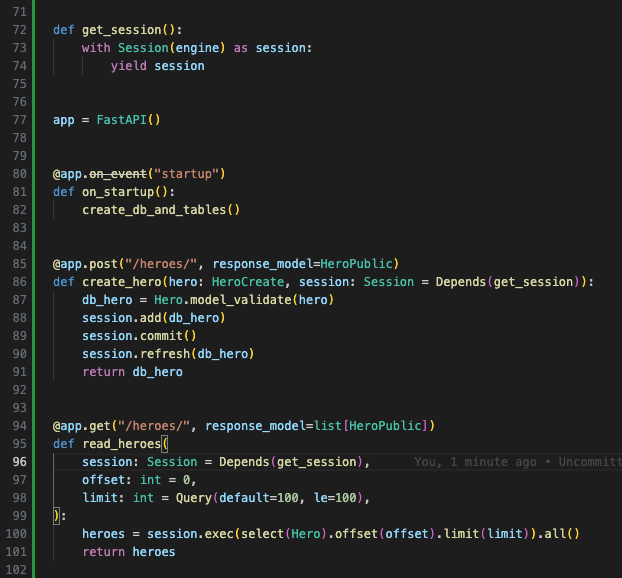 71
72 def get_session():
73     with Session(engine) as session:
74         yield session
75
76
77 app = FastAPI()
78
79
80 @app.on_event("startup")
81 def on_startup():
82     create_db_and_tables()
83
84
85 @app.post("/heroes/", response_model=HeroPublic)
86 def create_hero(hero: HeroCreate, session: Session = Depends(get_session)):
87     db_hero = Hero.model_validate(hero)
88     session.add(db_hero)
89     session.commit()
90     session.refresh(db_hero)
91     return db_hero
92
93
94 @app.get("/heroes/", response_model=list[HeroPublic])
95 def read_heroes(
96     session: Session = Depends(get_session), You, 1 minute ago • Uncommitt
97     offset: int = 0,
98     limit: int = Query(default=100, le=100),
99 ):
100     heroes = session.exec(select(Hero).offset(offset).limit(limit)).all()
101     return heroes
102